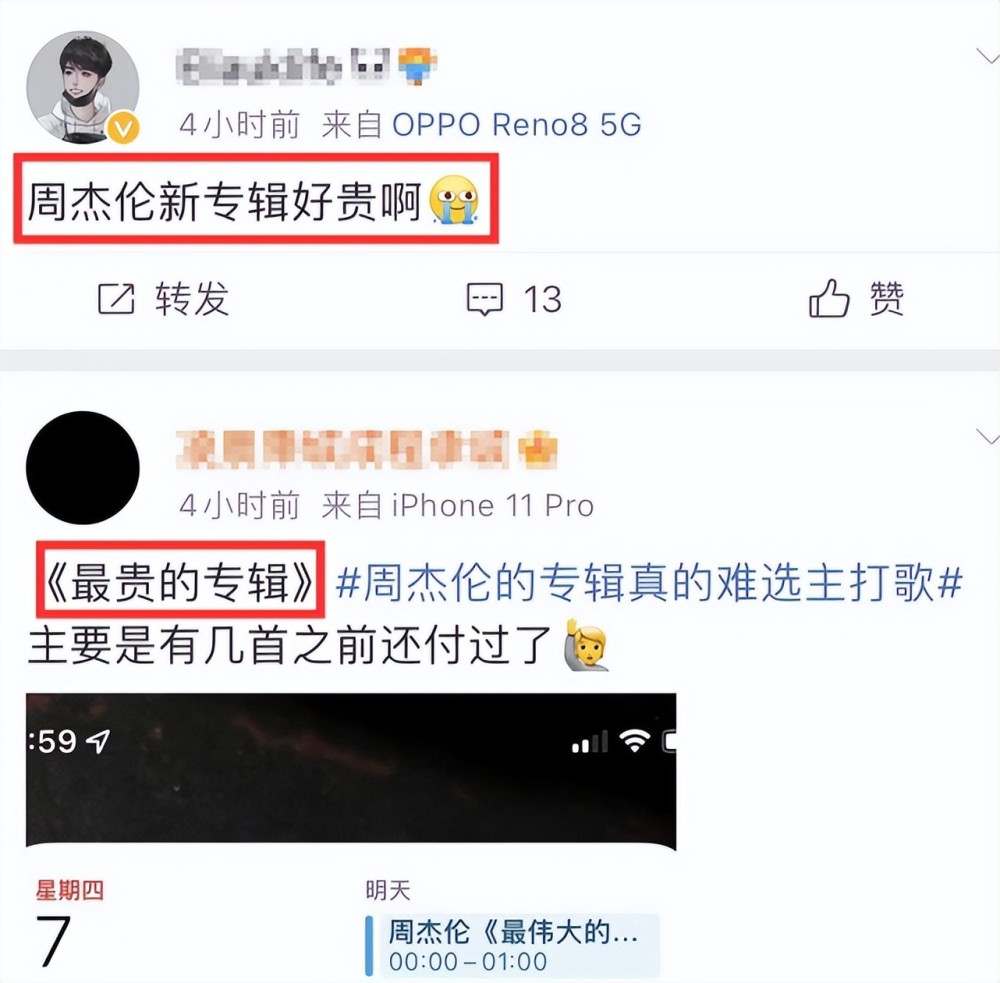 4小时前 来自 OPPO Reno8 5G
周杰伦新专辑好贵啊😭
转发 13 赞
4小时前 来自 iPhone 11 Pro
《最贵的专辑》#周杰伦的专辑真的难选主打歌#
主要是有几首之前还付过了🙋
:59
星期四
7
明天
周杰伦《最伟大的...
00:00-01:00